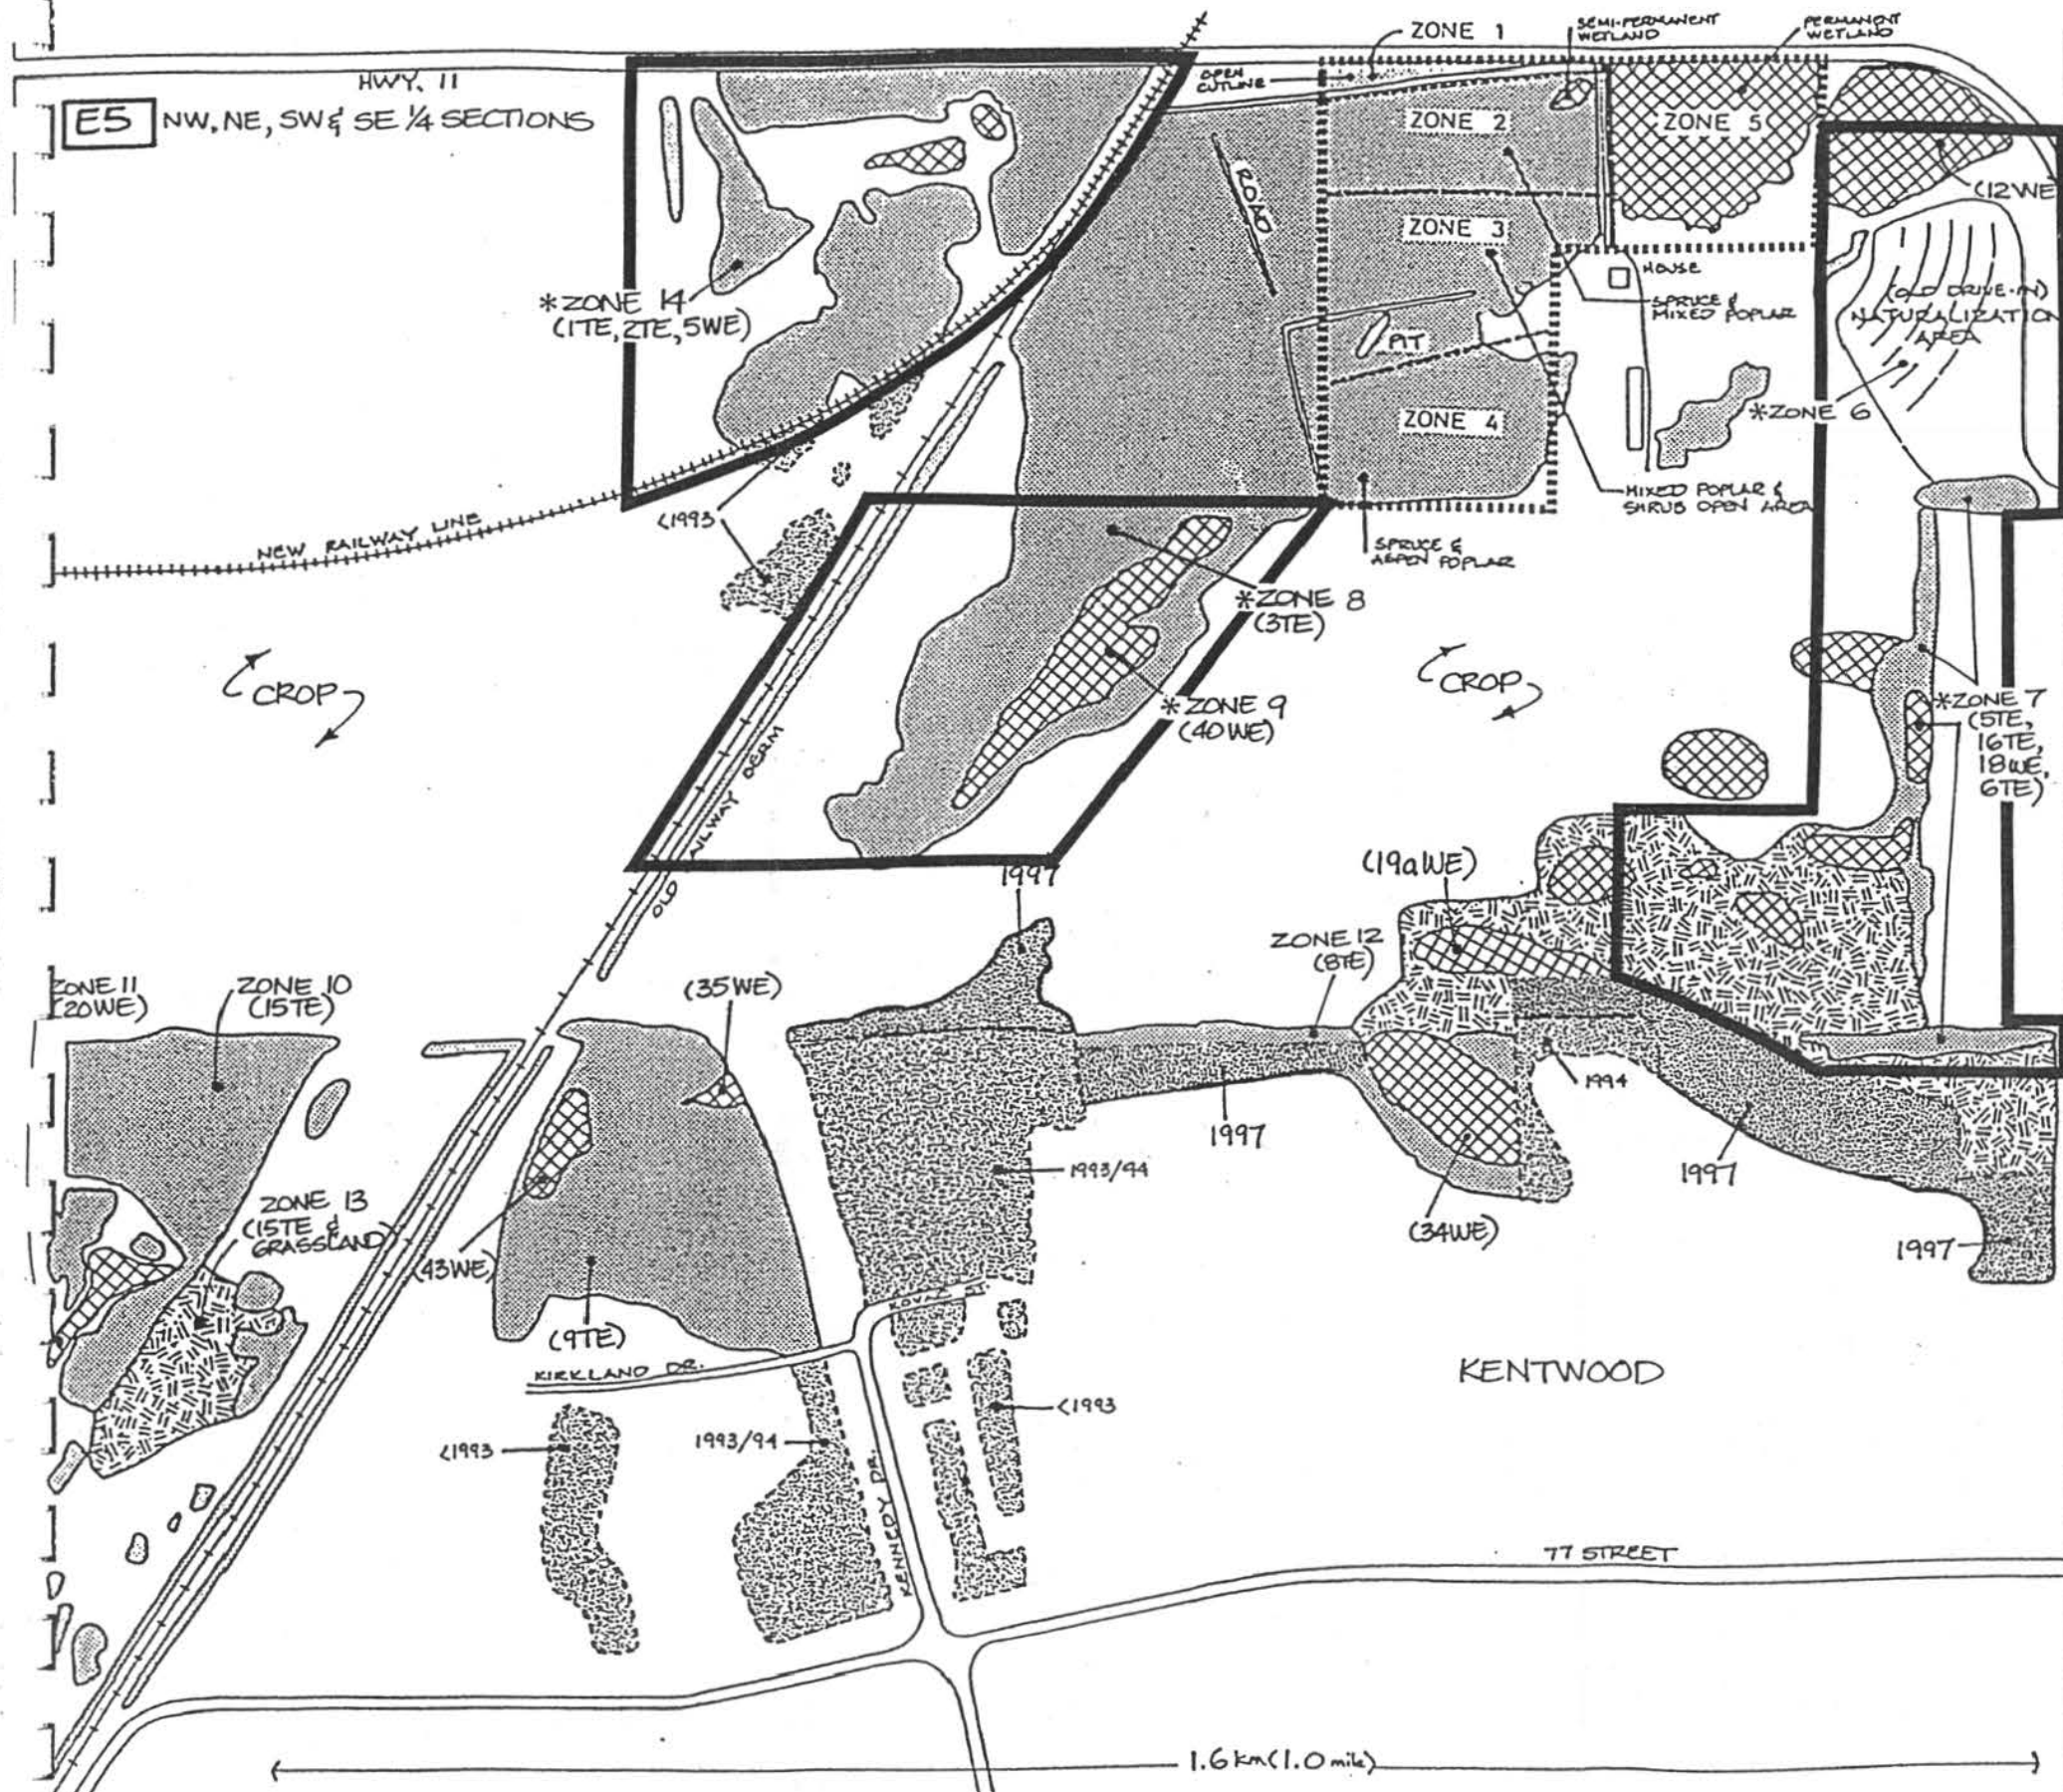 HWY. 11
E5 NW, NE, SW & SE 1/4 SECTIONS
ZONE 1
SEMI-PERMANENT
WETLAND
PERMANENT
WETLAND
OPEN
CUTLINE
ZONE 2
ZONE 5
(12WE
ROAD
ZONE 3
HOUSE
SPRUCE &
MIXED POPLAR
(OLD DRIVE-IN)
NATURALIZATION
AREA
*ZONE 14
(1TE, 2TE, 5WE)
PIT
ZONE 4
*ZONE 6
MIXED POPLAR &
SHRUB OPEN AREA
<1993
NEW RAILWAY LINE
SPRUCE &
ASPEN POPLAR
*ZONE 8
(3TE)
CROP
CROP
*ZONE 9
(40WE)
*ZONE 7
(5TE,
16TE,
18WE,
6TE)
OLD RAILWAY BERM
1997
(19aWE)
ZONE 12
(8TE)
ZONE 11
(20WE)
ZONE 10
(15TE)
(35WE)
1994
1997
1993/94
1997
ZONE 13
(15TE &
GRASSLAND)
(43WE)
(34WE)
1997
(9TE)
KIRKLAND DR.
KENTWOOD
<1993
1993/94
<1993
KENNEDY DR.
77 STREET
1.6 km (1.0 mile)